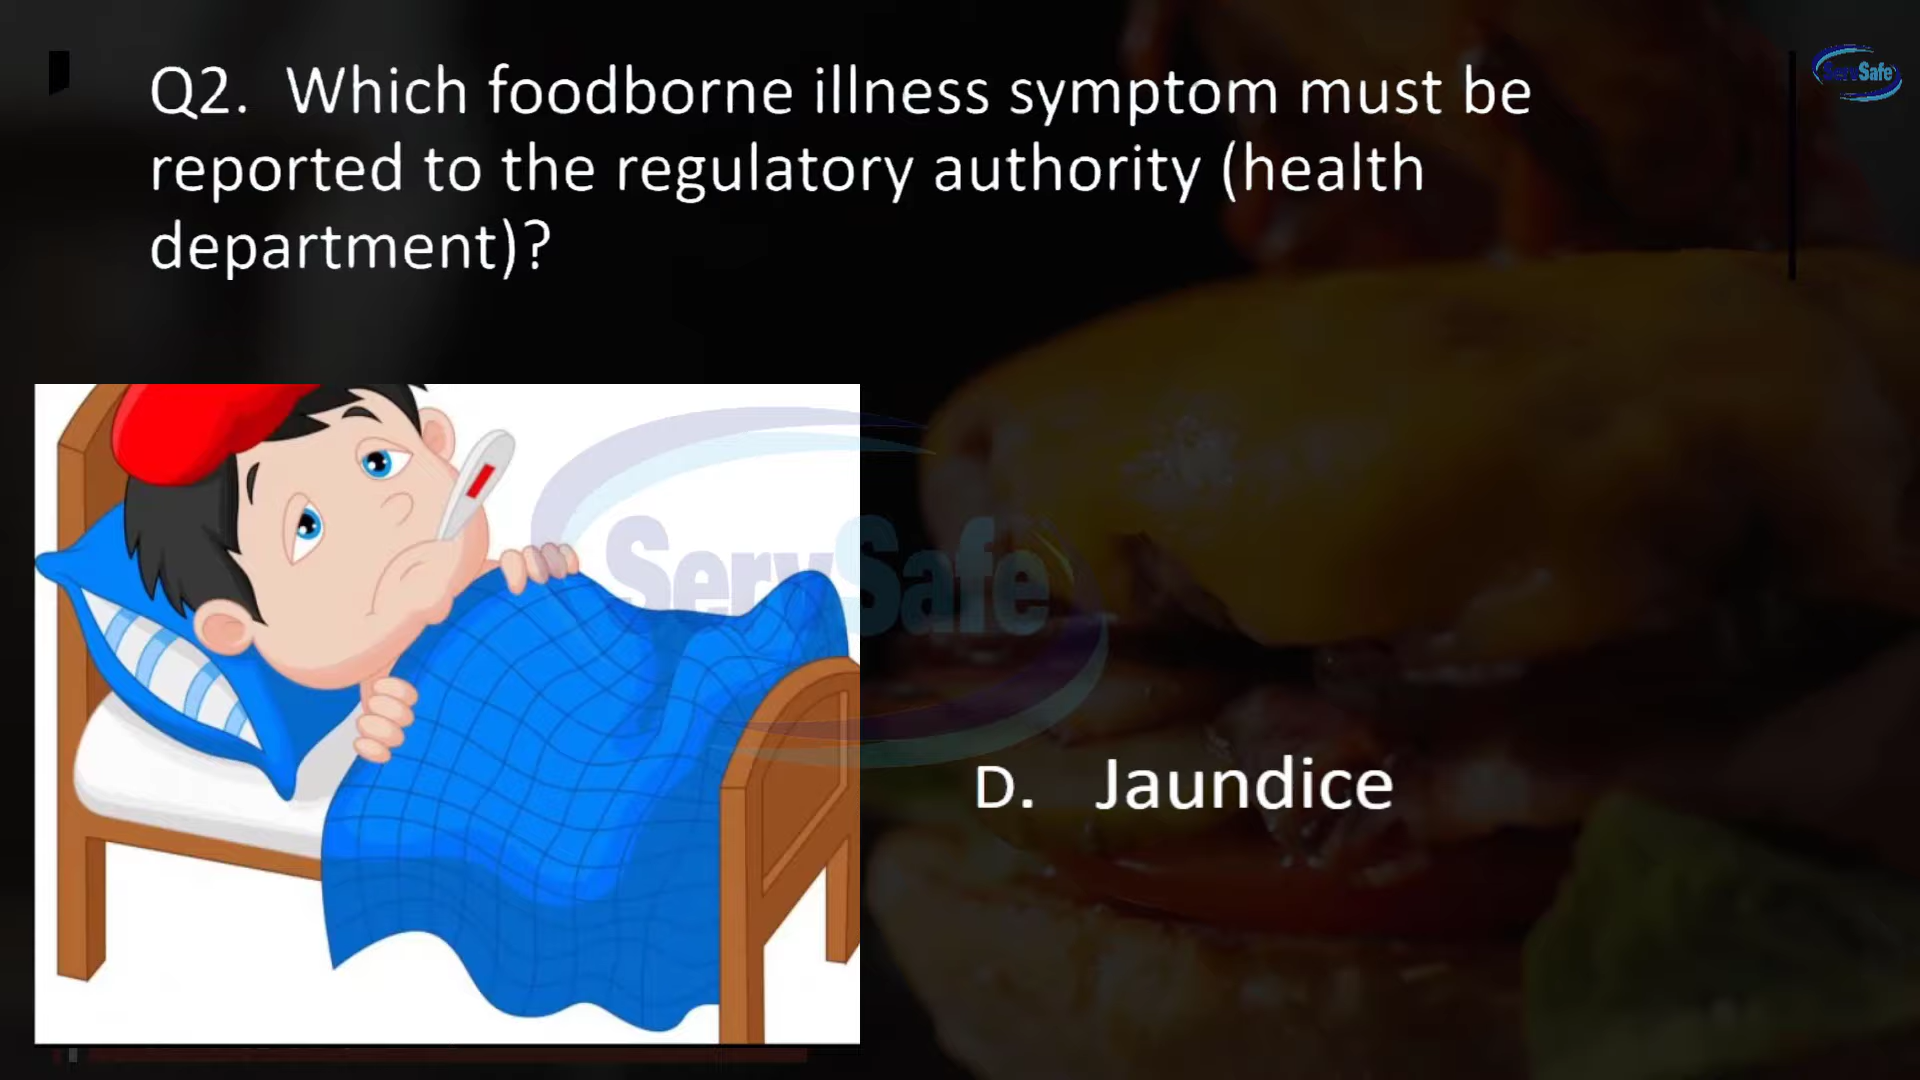 Q2. Which foodborne illness symptom must be
reported to the regulatory authority (health
department)?
ServSafe
ServSafe
D. Jaundice